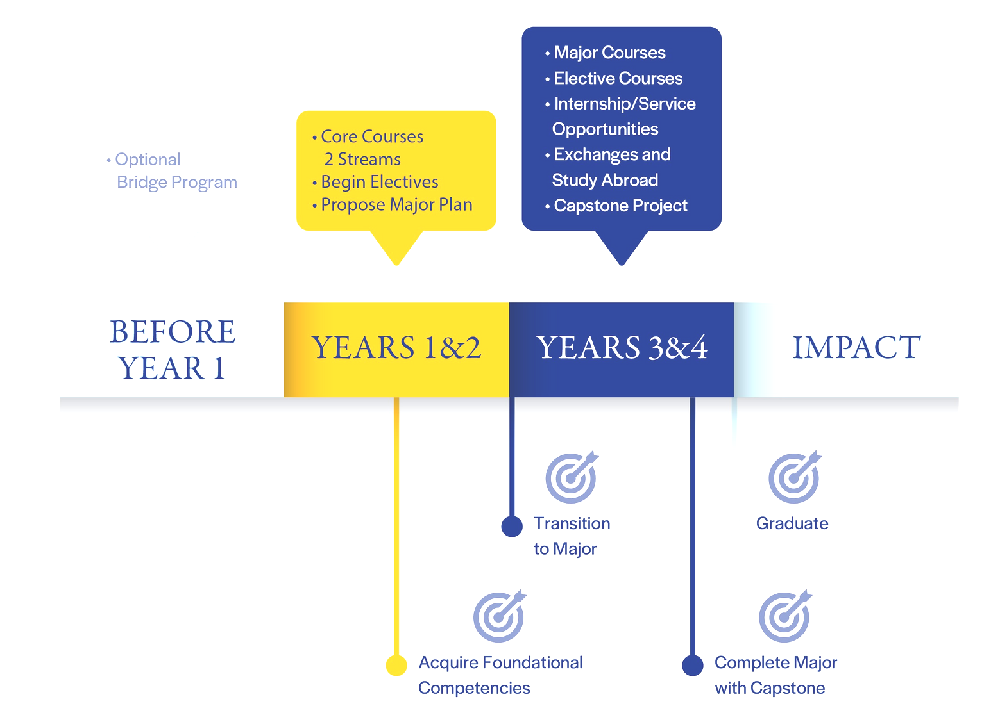 • Optional
Bridge Program
• Core Courses
2 Streams
• Begin Electives
• Propose Major Plan
• Major Courses
• Elective Courses
• Internship/Service
Opportunities
• Exchanges and
Study Abroad
• Capstone Project
BEFORE
YEAR 1
YEARS 1&2
YEARS 3&4
IMPACT
Transition
to Major
Graduate
Acquire Foundational
Competencies
Complete Major
with Capstone